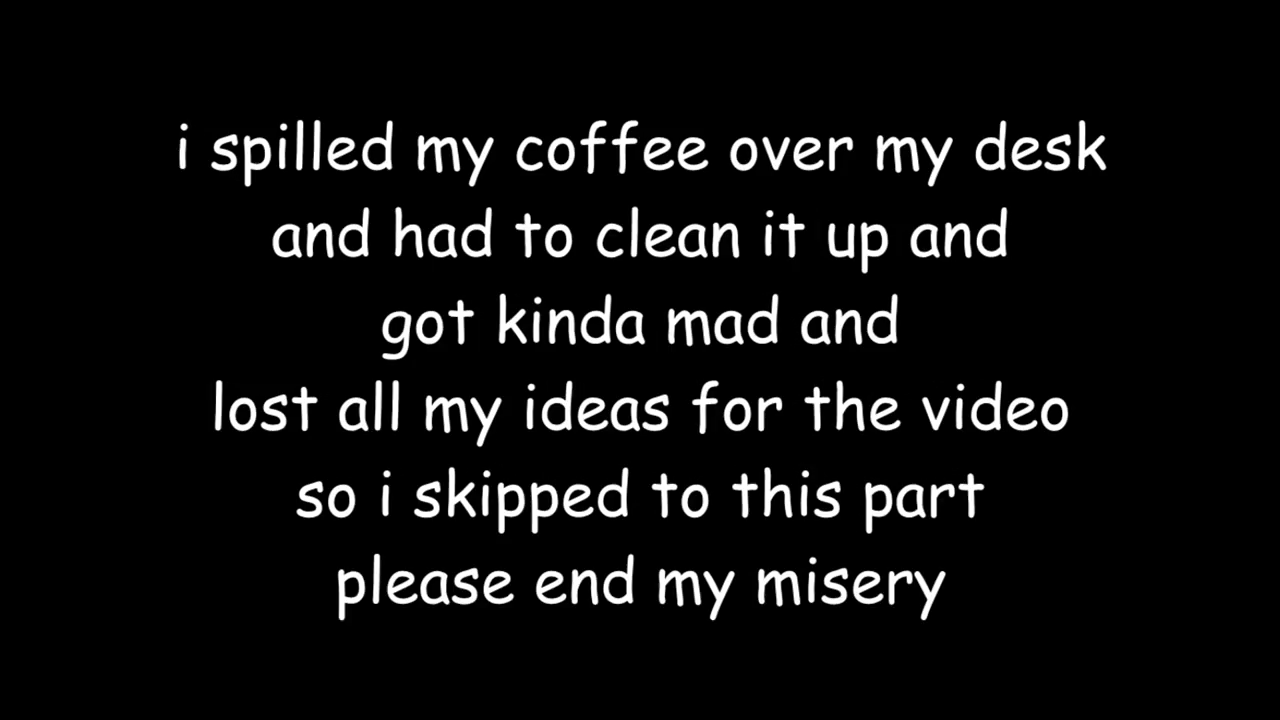 i spilled my coffee over my desk
and had to clean it up and
got kinda mad and
lost all my ideas for the video
so i skipped to this part
please end my misery